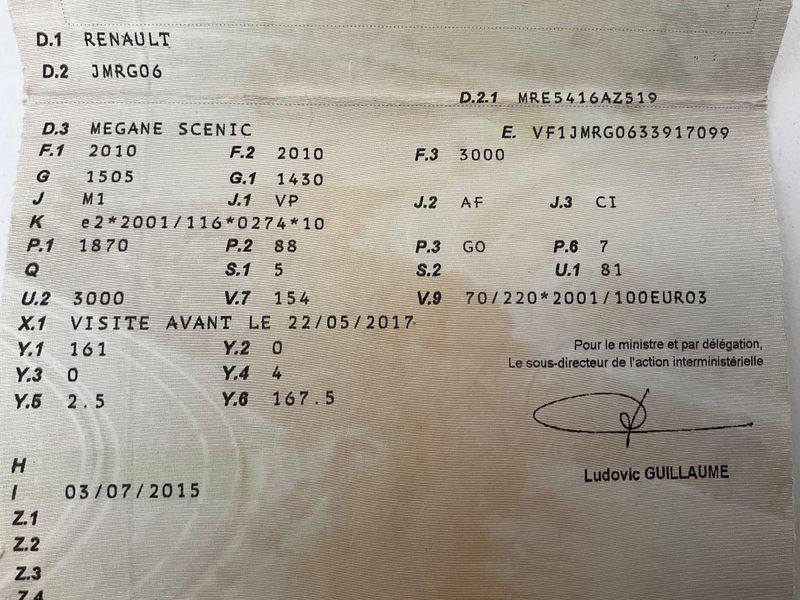 D.1 RENAULT
D.2 JMRG06
D.2.1 MRE5416AZ519
D.3 MEGANE SCENIC E. VF1JMRG0633917099
F.1 2010 F.2 2010 F.3 3000
G 1505 G.1 1430
J M1 J.1 VP J.2 AF J.3 CI
K e2*2001/116*0274*10
P.1 1870 P.2 88 P.3 GO P.6 7
Q S.1 5 S.2 U.1 81
U.2 3000 V.7 154 V.9 70/220*2001/100EURO3
X.1 VISITE AVANT LE 22/05/2017
Y.1 161 Y.2 0
Y.3 0 Y.4 4
Y.5 2.5 Y.6 167.5
Pour le ministre et par délégation,
Le sous-directeur de l'action interministérielle
Ludovic GUILLAUME
H
I 03/07/2015
Z.1
Z.2
Z.3
Z.4